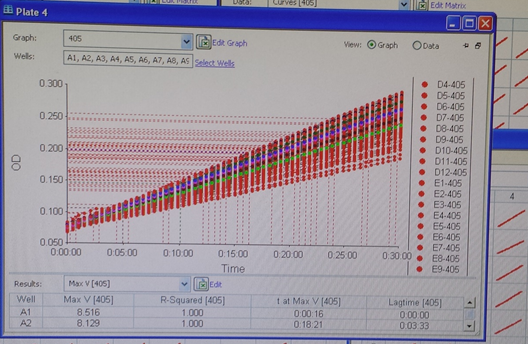 Edit Matrix
Data: Curves [405]
Edit Matrix
Plate 4
Graph: 405 Edit Graph View: Graph Data
Wells: A1, A2, A3, A4, A5, A6, A7, A8, A9 Select Wells
0.300
0.250
0.200
0.150
0.100
0.050
OD
0:00:00 0:05:00 0:10:00 0:15:00 0:20:00 0:25:00 0:30:00
Time
D4-405
D5-405
D6-405
D7-405
D8-405
D9-405
D10-405
D11-405
D12-405
E1-405
E2-405
E3-405
E4-405
E5-405
E6-405
E7-405
E8-405
E9-405
4
Results: Max V [405] Edit
Well Max V [405] R-Squared [405] t at Max V [405] Lagtime [405]
A1 8.516 1.000 0:00:16 0:00:00
A2 8.129 1.000 0:18:21 0:03:33